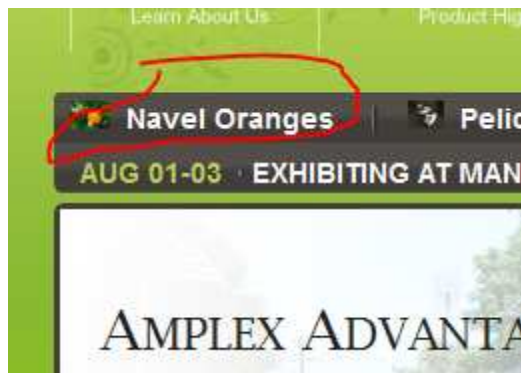 Learn About Us Product Hig
Navel Oranges Pelic
AUG 01-03 · EXHIBITING AT MAN
AMPLEX ADVANTA